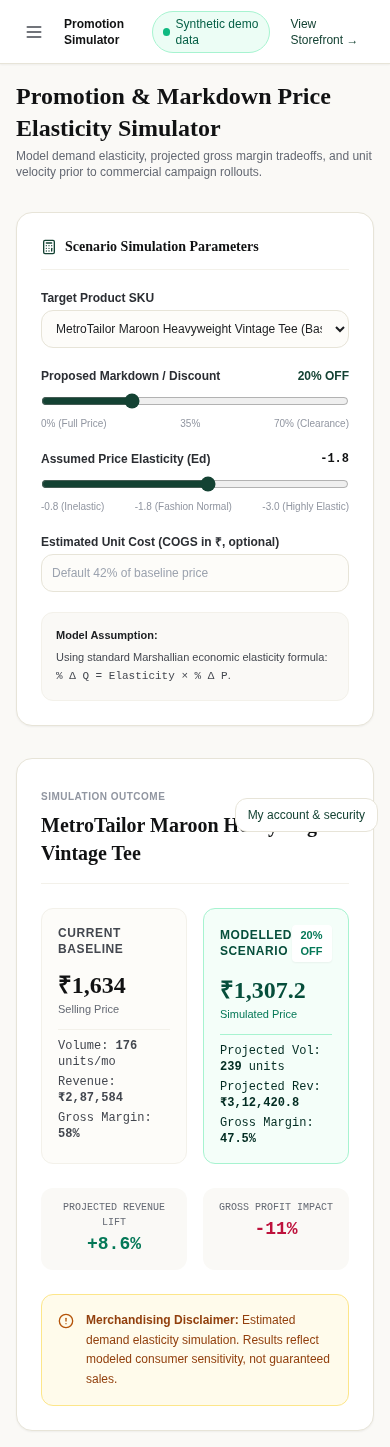 Promotion
Simulator
Synthetic demo
data
View
Storefront →
Promotion & Markdown Price
Elasticity Simulator
Model demand elasticity, projected gross margin tradeoffs, and unit
velocity prior to commercial campaign rollouts.
Scenario Simulation Parameters
Target Product SKU
MetroTailor Maroon Heavyweight Vintage Tee (Bas
Proposed Markdown / Discount 20% OFF
0% (Full Price) 35% 70% (Clearance)
Assumed Price Elasticity (Ed) -1.8
-0.8 (Inelastic) -1.8 (Fashion Normal) -3.0 (Highly Elastic)
Estimated Unit Cost (COGS in ₹, optional)
Default 42% of baseline price
Model Assumption:
Using standard Marshallian economic elasticity formula:
% Δ Q = Elasticity × % Δ P.
SIMULATION OUTCOME
My account & security
MetroTailor Maroon
Vintage Tee
CURRENT
BASELINE
₹1,634
Selling Price
Volume: 176
units/mo
Revenue:
₹2,87,584
Gross Margin:
58%
MODELLED
SCENARIO
20%
OFF
₹1,307.2
Simulated Price
Projected Vol:
239 units
Projected Rev:
₹3,12,420.8
Gross Margin:
47.5%
PROJECTED REVENUE
LIFT
+8.6%
GROSS PROFIT IMPACT
-11%
Merchandising Disclaimer: Estimated
demand elasticity simulation. Results reflect
modeled consumer sensitivity, not guaranteed
sales.